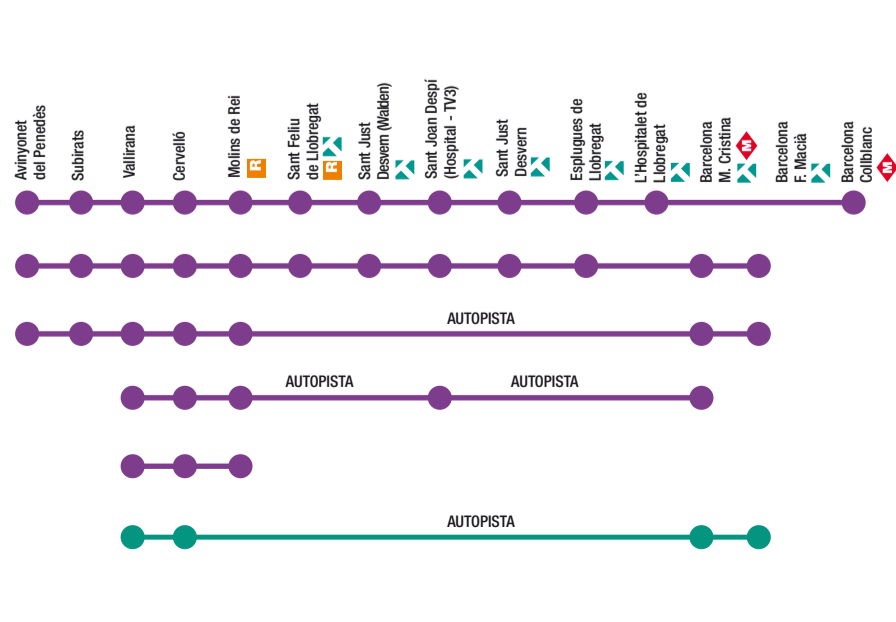 Avinyonet
del Penedès
Subirats
Vallirana
Cervelló
Molins de Rei
R
Sant Feliu
de Llobregat
R
Sant Just
Desvern (Walden)
Sant Joan Despí
(Hospital - TV3)
Sant Just
Desvern
Esplugues de
Llobregat
L'Hospitalet de
Llobregat
Barcelona
M. Cristina
M
Barcelona
F. Macià
Barcelona
Collblanc
M
AUTOPISTA
AUTOPISTA
AUTOPISTA
AUTOPISTA